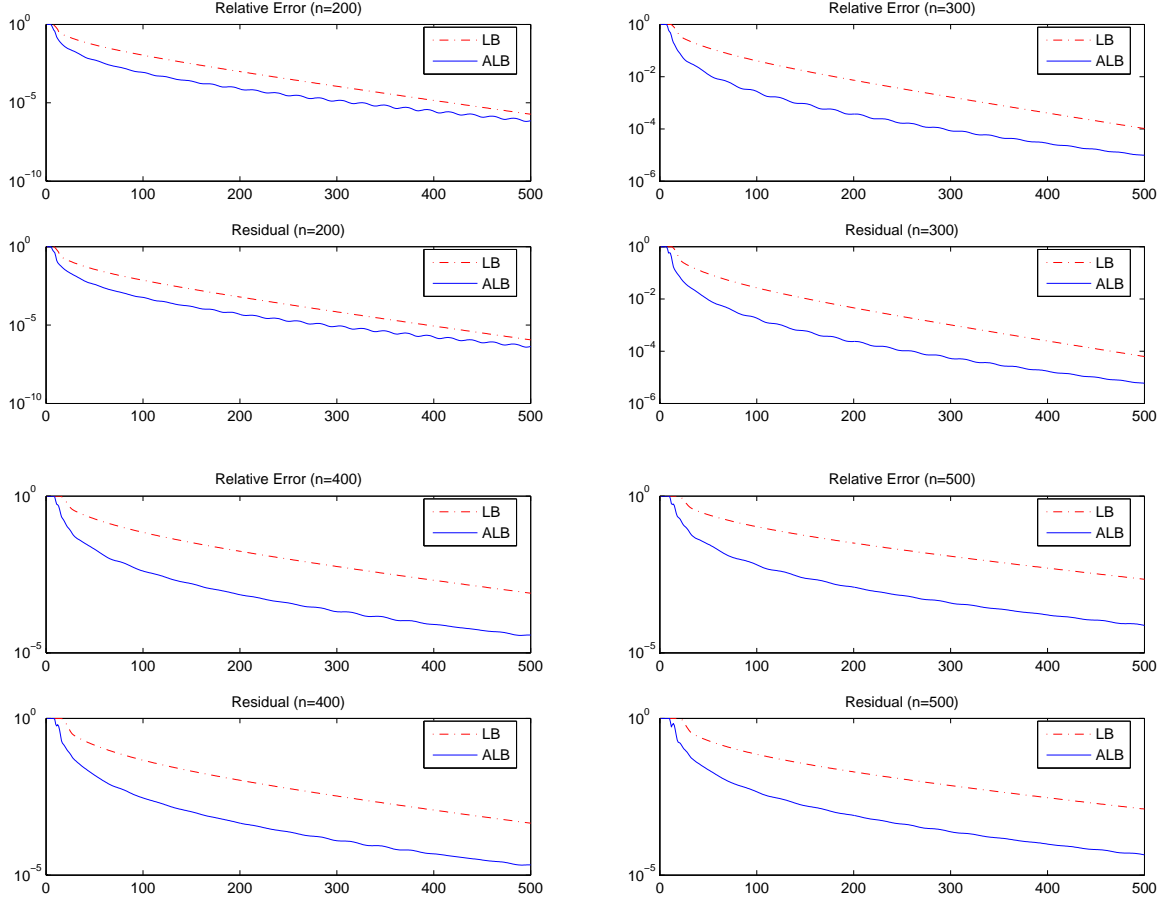 Relative Error (n=200)
10^0
10^−5
10^−10
0 100 200 300 400 500
LB
ALB
Relative Error (n=300)
10^0
10^−2
10^−4
10^−6
0 100 200 300 400 500
LB
ALB
Residual (n=200)
10^0
10^−5
10^−10
0 100 200 300 400 500
LB
ALB
Residual (n=300)
10^0
10^−2
10^−4
10^−6
0 100 200 300 400 500
LB
ALB
Relative Error (n=400)
10^0
10^−5
0 100 200 300 400 500
LB
ALB
Relative Error (n=500)
10^0
10^−5
0 100 200 300 400 500
LB
ALB
Residual (n=400)
10^0
10^−5
0 100 200 300 400 500
LB
ALB
Residual (n=500)
10^0
10^−5
0 100 200 300 400 500
LB
ALB